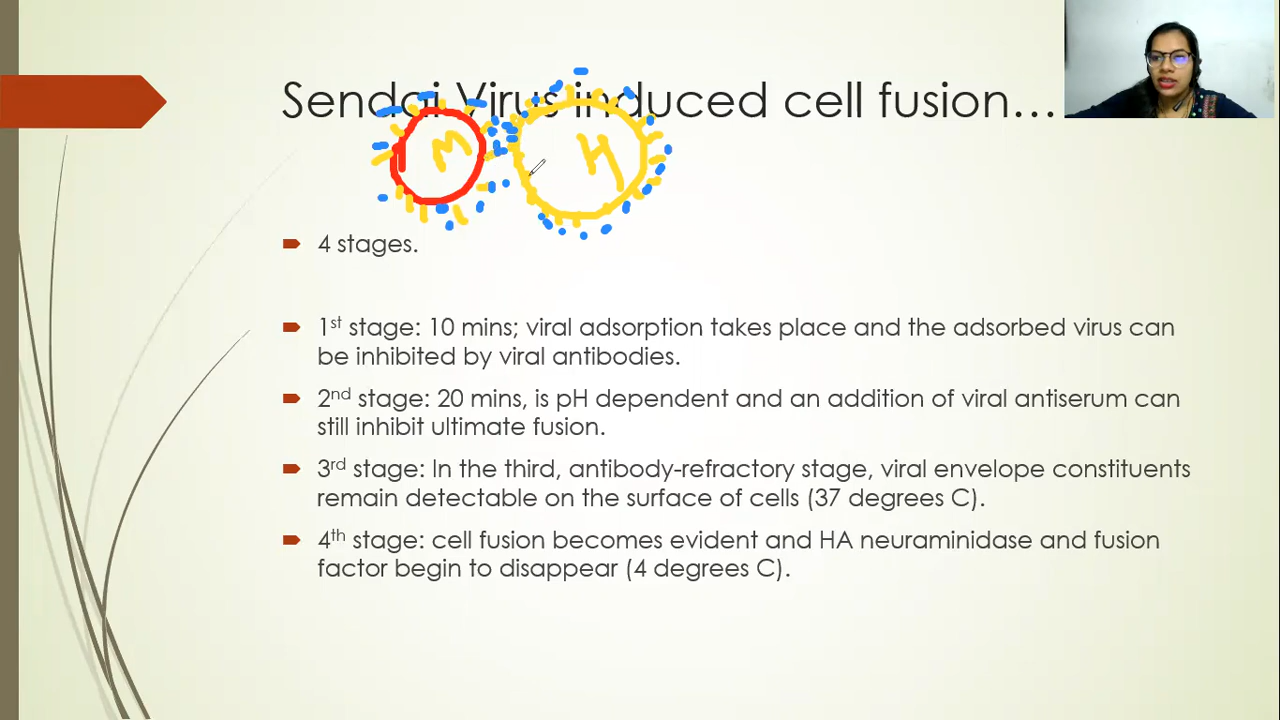 Sendai Virus induced cell fusion…
M H
4 stages.
1st stage: 10 mins; viral adsorption takes place and the adsorbed virus can
be inhibited by viral antibodies.
2nd stage: 20 mins, is pH dependent and an addition of viral antiserum can
still inhibit ultimate fusion.
3rd stage: In the third, antibody-refractory stage, viral envelope constituents
remain detectable on the surface of cells (37 degrees C).
4th stage: cell fusion becomes evident and HA neuraminidase and fusion
factor begin to disappear (4 degrees C).